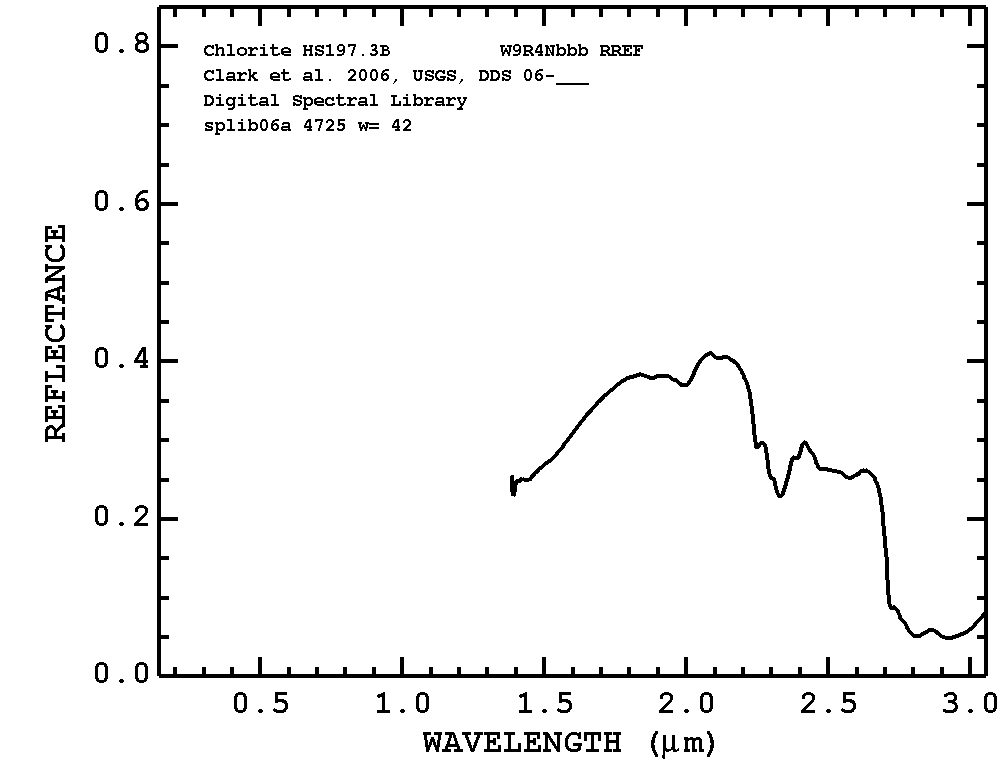 Chlorite HS197.3B W9R4Nbbb RREF
Clark et al. 2006, USGS, DDS 06-___
Digital Spectral Library
splib06a 4725 w= 42
0.8
0.6
0.4
0.2
0.0
REFLECTANCE
0.5 1.0 1.5 2.0 2.5 3.0
WAVELENGTH (μm)